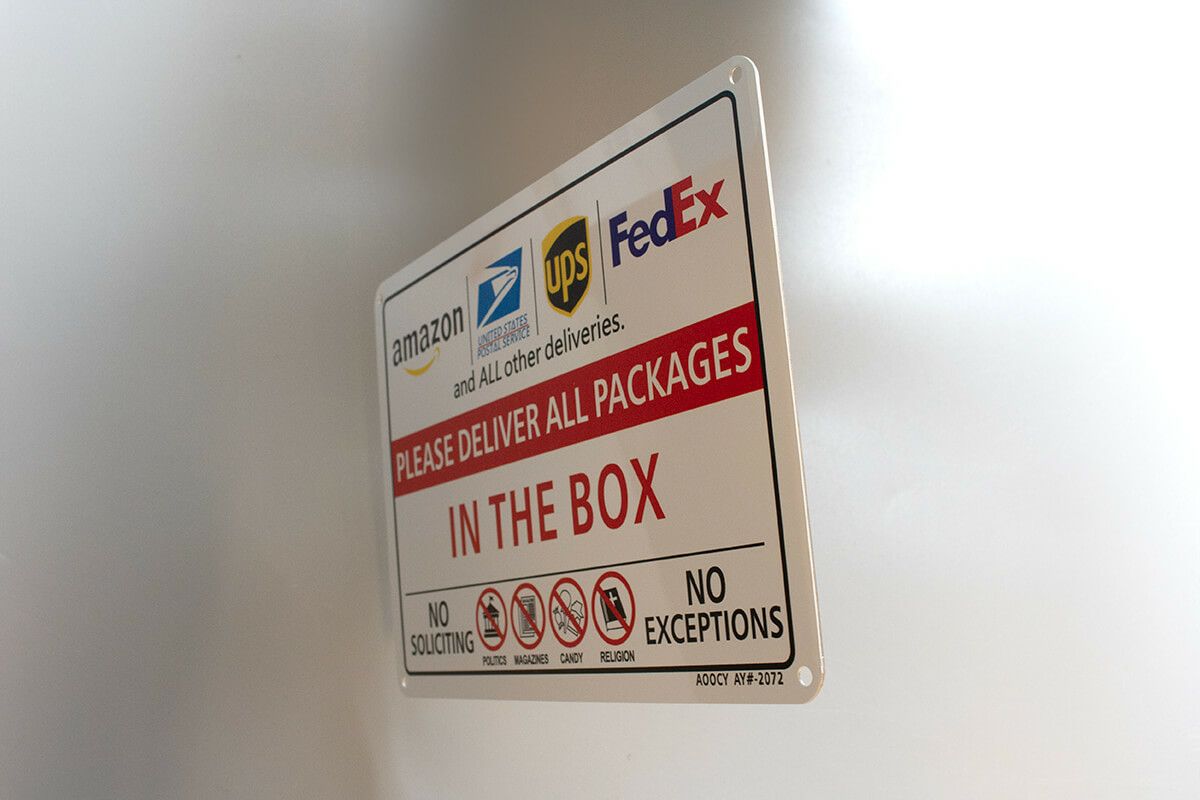 amazon
UNITED STATES
POSTAL SERVICE
ups
FedEx
and ALL other deliveries.
PLEASE DELIVER ALL PACKAGES
IN THE BOX
NO
SOLICITING
POLITICS
MAGAZINES
CANDY
RELIGION
NO
EXCEPTIONS
AOOCY AY#-2072